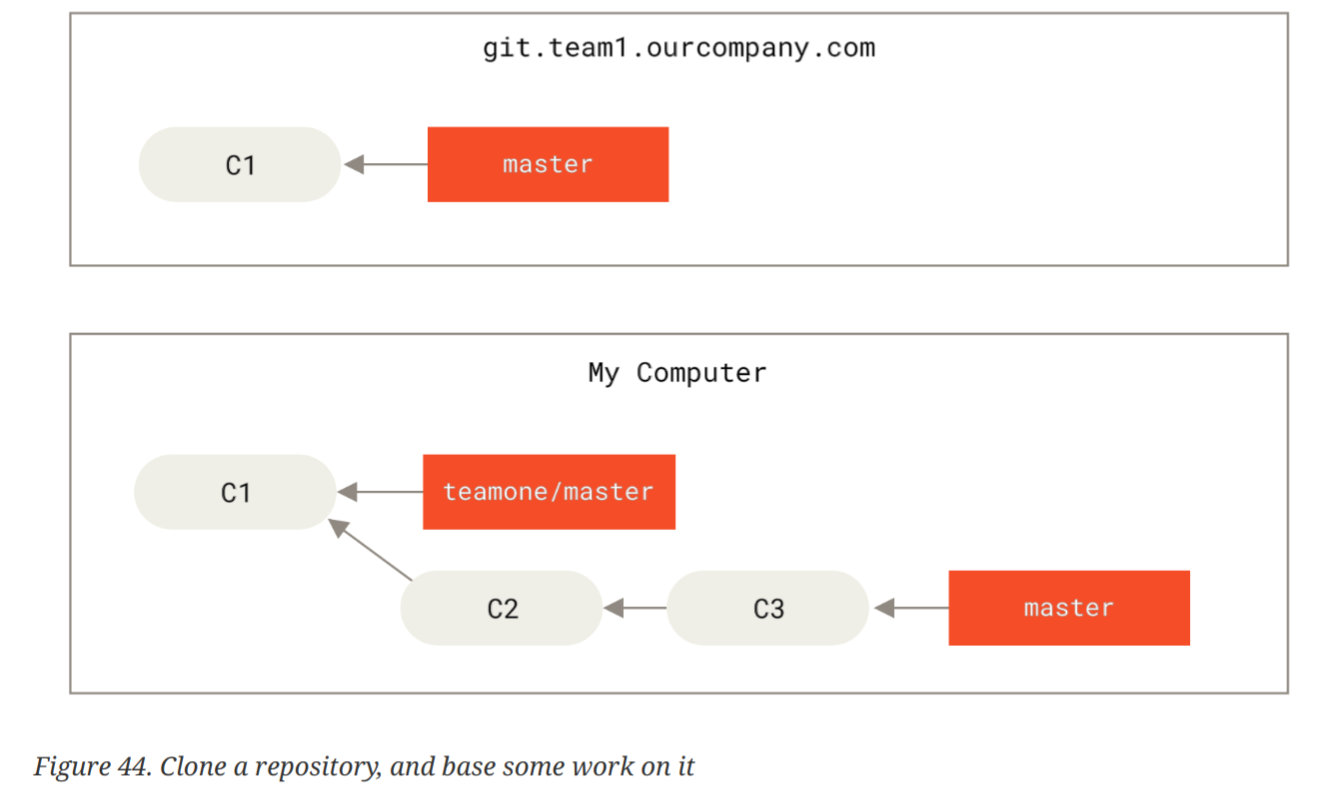 git.team1.ourcompany.com
C1
master
My Computer
C1
teamone/master
C2
C3
master
Figure 44. Clone a repository, and base some work on it